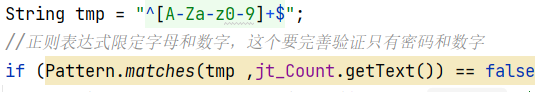 String tmp = "^[A-Za-z0-9]+$";
//正则表达式限定字母和数字，这个要完善验证只有密码和数字
if (Pattern.matches(tmp ,jt_Count.getText()) == false